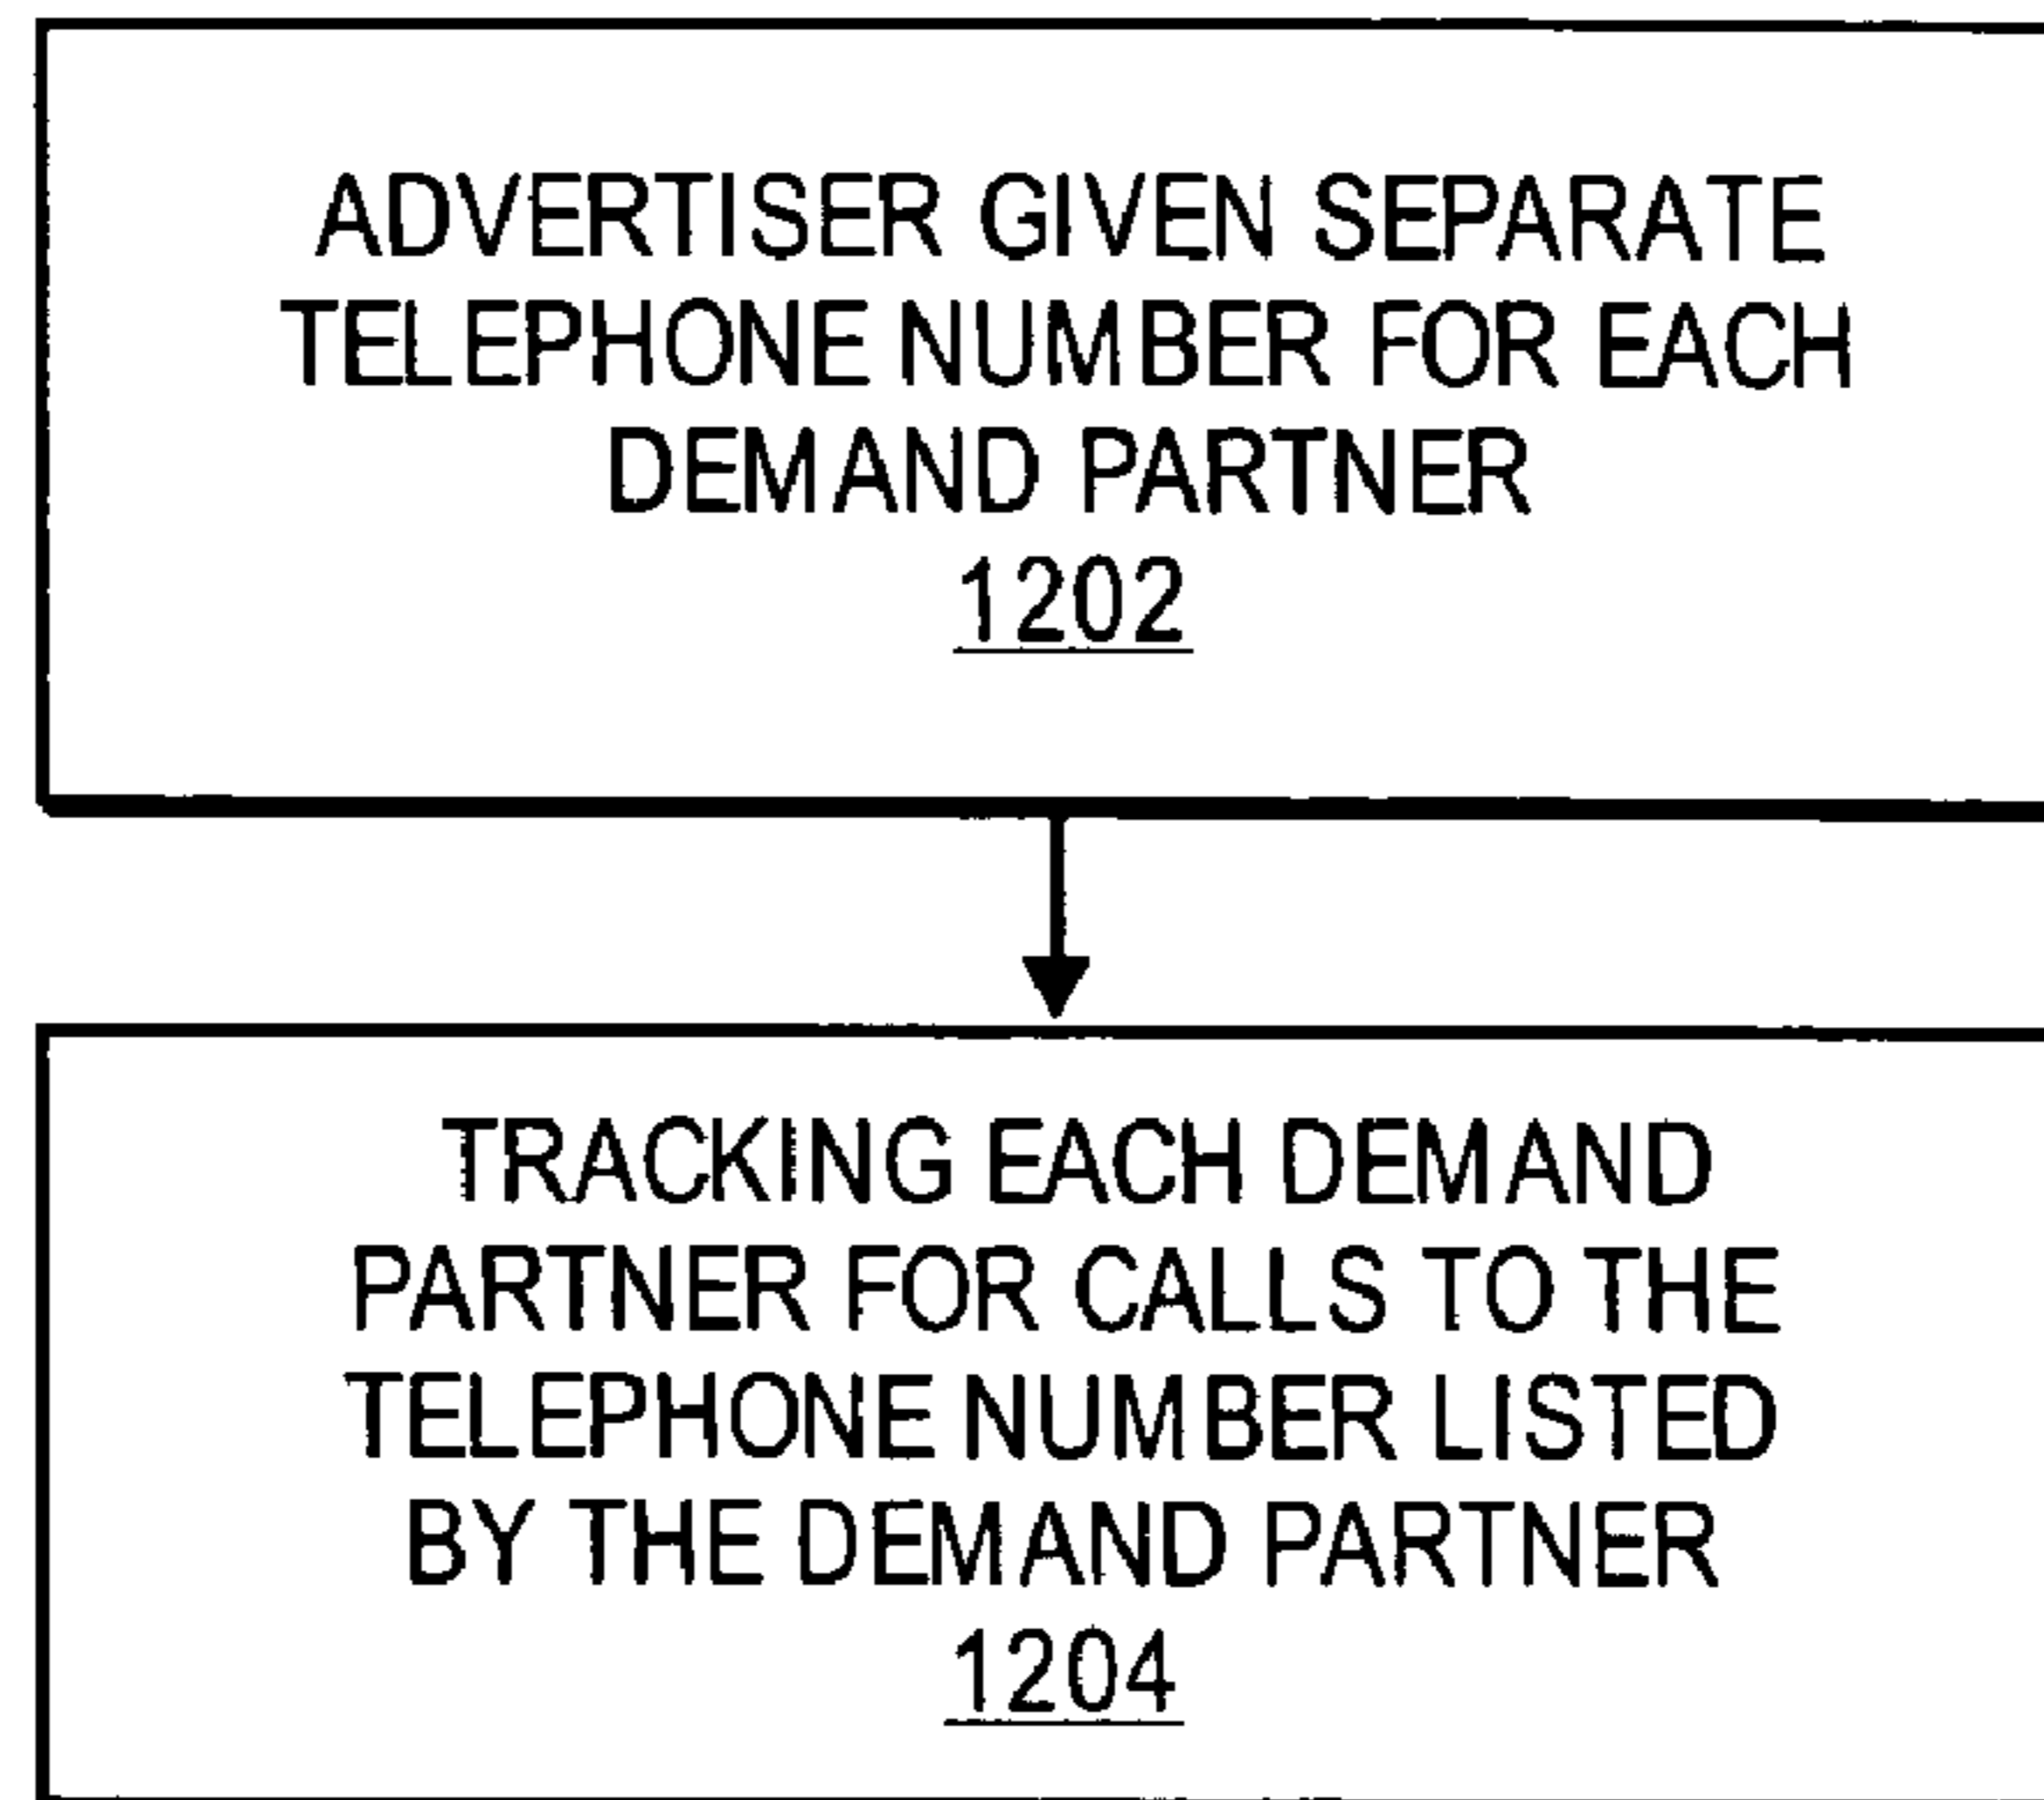 ADVERTISER GIVEN SEPARATE
TELEPHONE NUMBER FOR EACH
DEMAND PARTNER
1202
TRACKING EACH DEMAND
PARTNER FOR CALLS TO THE
TELEPHONE NUMBER LISTED
BY THE DEMAND PARTNER
1204